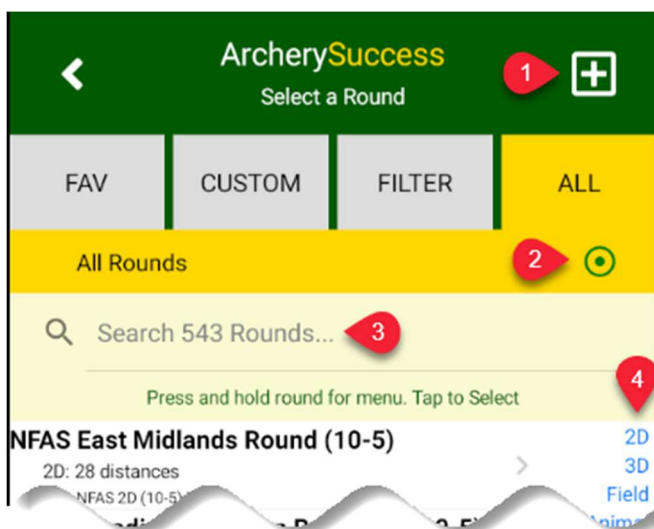 ArcherySuccess
Select a Round
1
FAV
CUSTOM
FILTER
ALL
All Rounds
2
Search 543 Rounds...
3
Press and hold round for menu. Tap to Select
4
NFAS East Midlands Round (10-5)
2D: 28 distances
NFAS 2D (10-5)
2D
3D
Field